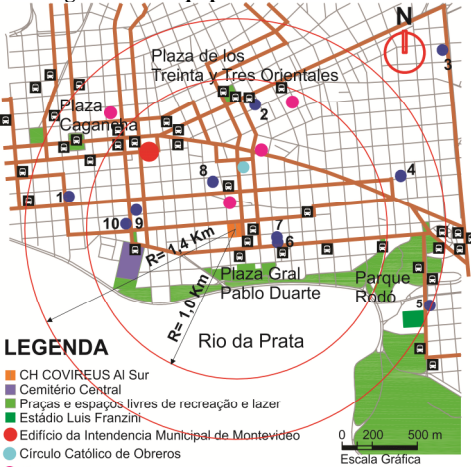 N
Plaza de los
Treinta y Tres Orientales
3
Plaza
Cagancha
2
8
4
1
10 9
7
6
R= 1,4 Km
R= 1,0 Km
Plaza Gral
Pablo Duarte
Parque
Rodó
5
Rio da Prata
LEGENDA
CH COVIREUS Al Sur
Cemitério Central
Praças e espaços livres de recreação e lazer
Estádio Luis Franzini
Edifício da Intendencia Municipal de Montevideo
Círculo Católico de Obreros
0 200 500 m
Escala Gráfica